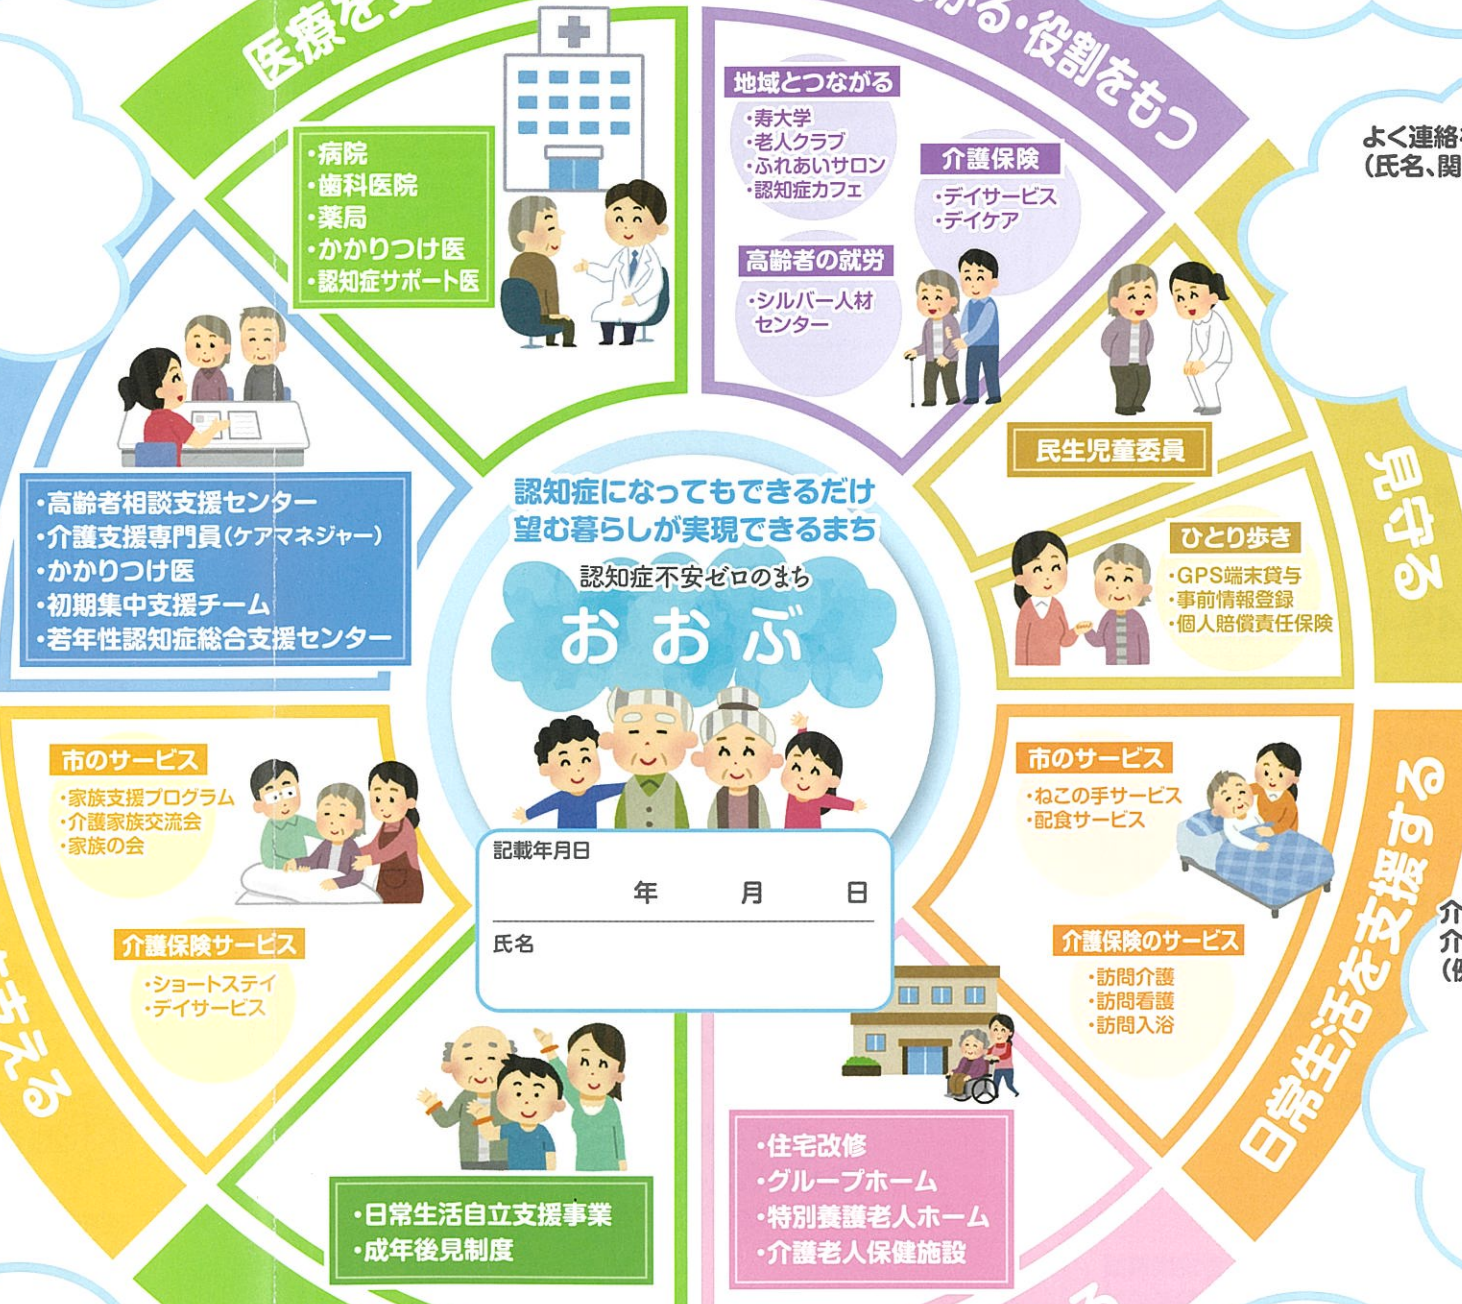 医療を
る・役割をもつ
・病院
・歯科医院
・薬局
・かかりつけ医
・認知症サポート医
地域とつながる
・寿大学
・老人クラブ
・ふれあいサロン
・認知症カフェ
介護保険
・デイサービス
・デイケア
高齢者の就労
・シルバー人材
センター
よく連絡
(氏名、関
民生児童委員
見守る
ひとり歩き
・GPS端末貸与
・事前情報登録
・個人賠償責任保険
・高齢者相談支援センター
・介護支援専門員(ケアマネジャー)
・かかりつけ医
・初期集中支援チーム
・若年性認知症総合支援センター
認知症になってもできるだけ
望む暮らしが実現できるまち
認知症不安ゼロのまち
おおぶ
記載年月日
年 月 日
氏名
市のサービス
・家族支援プログラム
・介護家族交流会
・家族の会
介護保険サービス
・ショートステイ
・デイサービス
える
市のサービス
・ねこの手サービス
・配食サービス
介護保険のサービス
・訪問介護
・訪問看護
・訪問入浴
日常生活を支援する
介
介
・日常生活自立支援事業
・成年後見制度
・住宅改修
・グループホーム
・特別養護老人ホーム
・介護老人保健施設